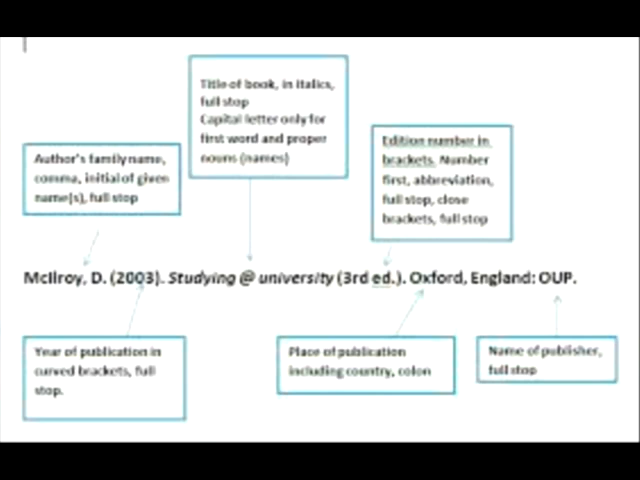 Title of book, in italics,
full stop
Capital letter only for
first word and proper
nouns (names)
Edition number in
brackets. Number
first, abbreviation,
full stop, close
brackets, full stop
Author's family name,
comma, initial of given
name(s), full stop
McIlroy, D. (2003). Studying @ university (3rd ed.). Oxford, England: OUP.
Year of publication in
curved brackets, full
stop.
Place of publication
including country, colon
Name of publisher,
full stop